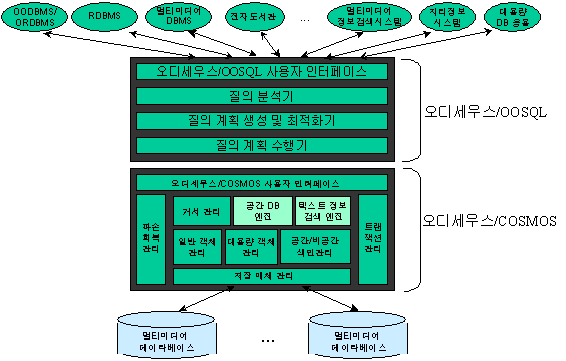 OODBMS/
ORDBMS
RDBMS
멀티미디어
DBMS
전자도서관
...
멀티미디어
정보검색시스템
지리정보
시스템
대용량
DB 응용
오디세우스/OOSQL 사용자 인터페이스
질의 분석기
질의 계획 생성 및 최적화기
질의 계획 수행기
오디세우스/OOSQL
오디세우스/COSMOS 사용자 인터페이스
파손
회복
관리
커서 관리
공간 DB
엔진
텍스트 정보
검색 엔진
트랜
잭션
관리
일반 객체
관리
대용량 객체
관리
공간/비공간
색인관리
저장 매체 관리
오디세우스/COSMOS
멀티미디어
데이타베이스
...
멀티미디어
데이타베이스